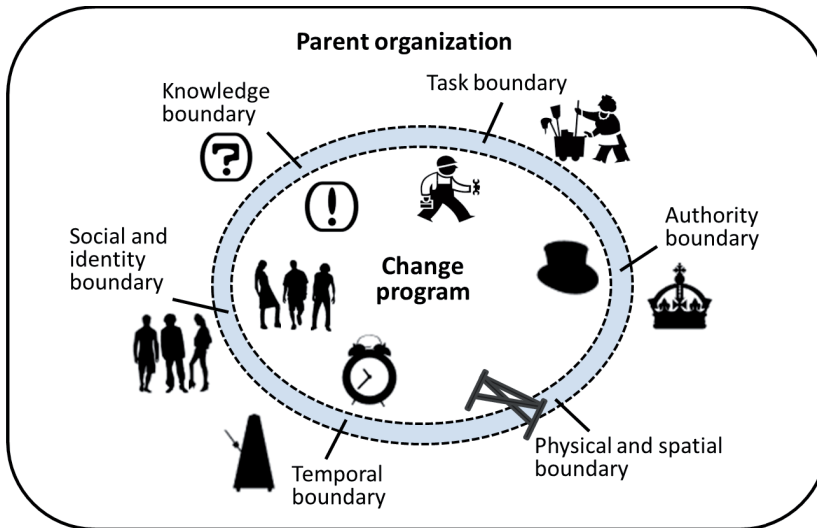 Parent organization
Knowledge
boundary
Task boundary
?
!
Authority
boundary
Social and
identity
boundary
Change
program
Physical and spatial
boundary
Temporal
boundary